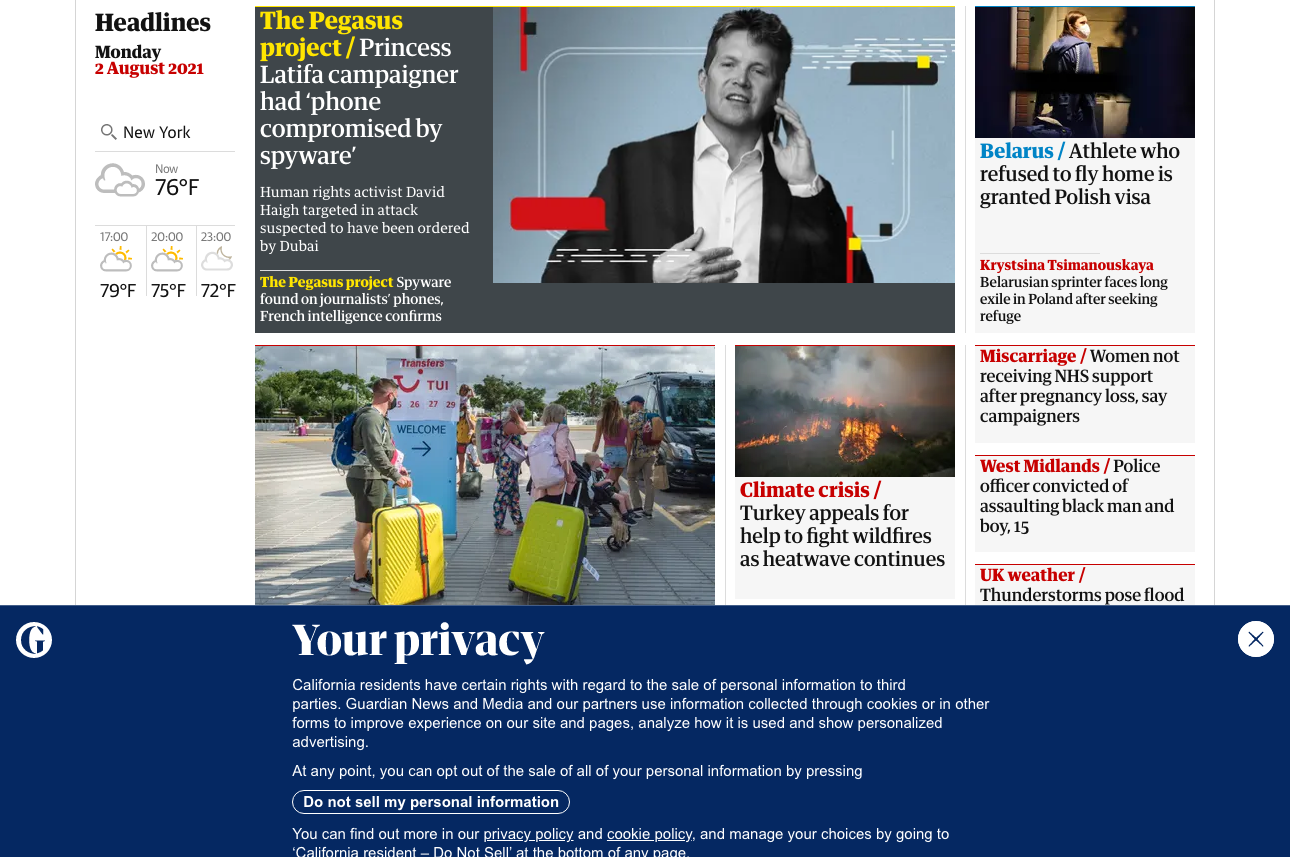 Headlines
Monday
2 August 2021
New York
Now
76°F
17:00
79°F
20:00
75°F
23:00
72°F
The Pegasus
project / Princess
Latifa campaigner
had ‘phone
compromised by
spyware’
Human rights activist David
Haigh targeted in attack
suspected to have been ordered
by Dubai
The Pegasus project Spyware
found on journalists’ phones,
French intelligence confirms
Belarus / Athlete who
refused to fly home is
granted Polish visa
Krystsina Tsimanouskaya
Belarusian sprinter faces long
exile in Poland after seeking
refuge
Transfers
TUI
5 26 27 29
WELCOME
Climate crisis /
Turkey appeals for
help to fight wildfires
as heatwave continues
Miscarriage / Women not
receiving NHS support
after pregnancy loss, say
campaigners
West Midlands / Police
officer convicted of
assaulting black man and
boy, 15
UK weather /
Thunderstorms pose flood
G
Your privacy
California residents have certain rights with regard to the sale of personal information to third
parties. Guardian News and Media and our partners use information collected through cookies or in other
forms to improve experience on our site and pages, analyze how it is used and show personalized
advertising.
At any point, you can opt out of the sale of all of your personal information by pressing
Do not sell my personal information
You can find out more in our privacy policy and cookie policy, and manage your choices by going to
‘California resident – Do Not Sell’ at the bottom of any page.